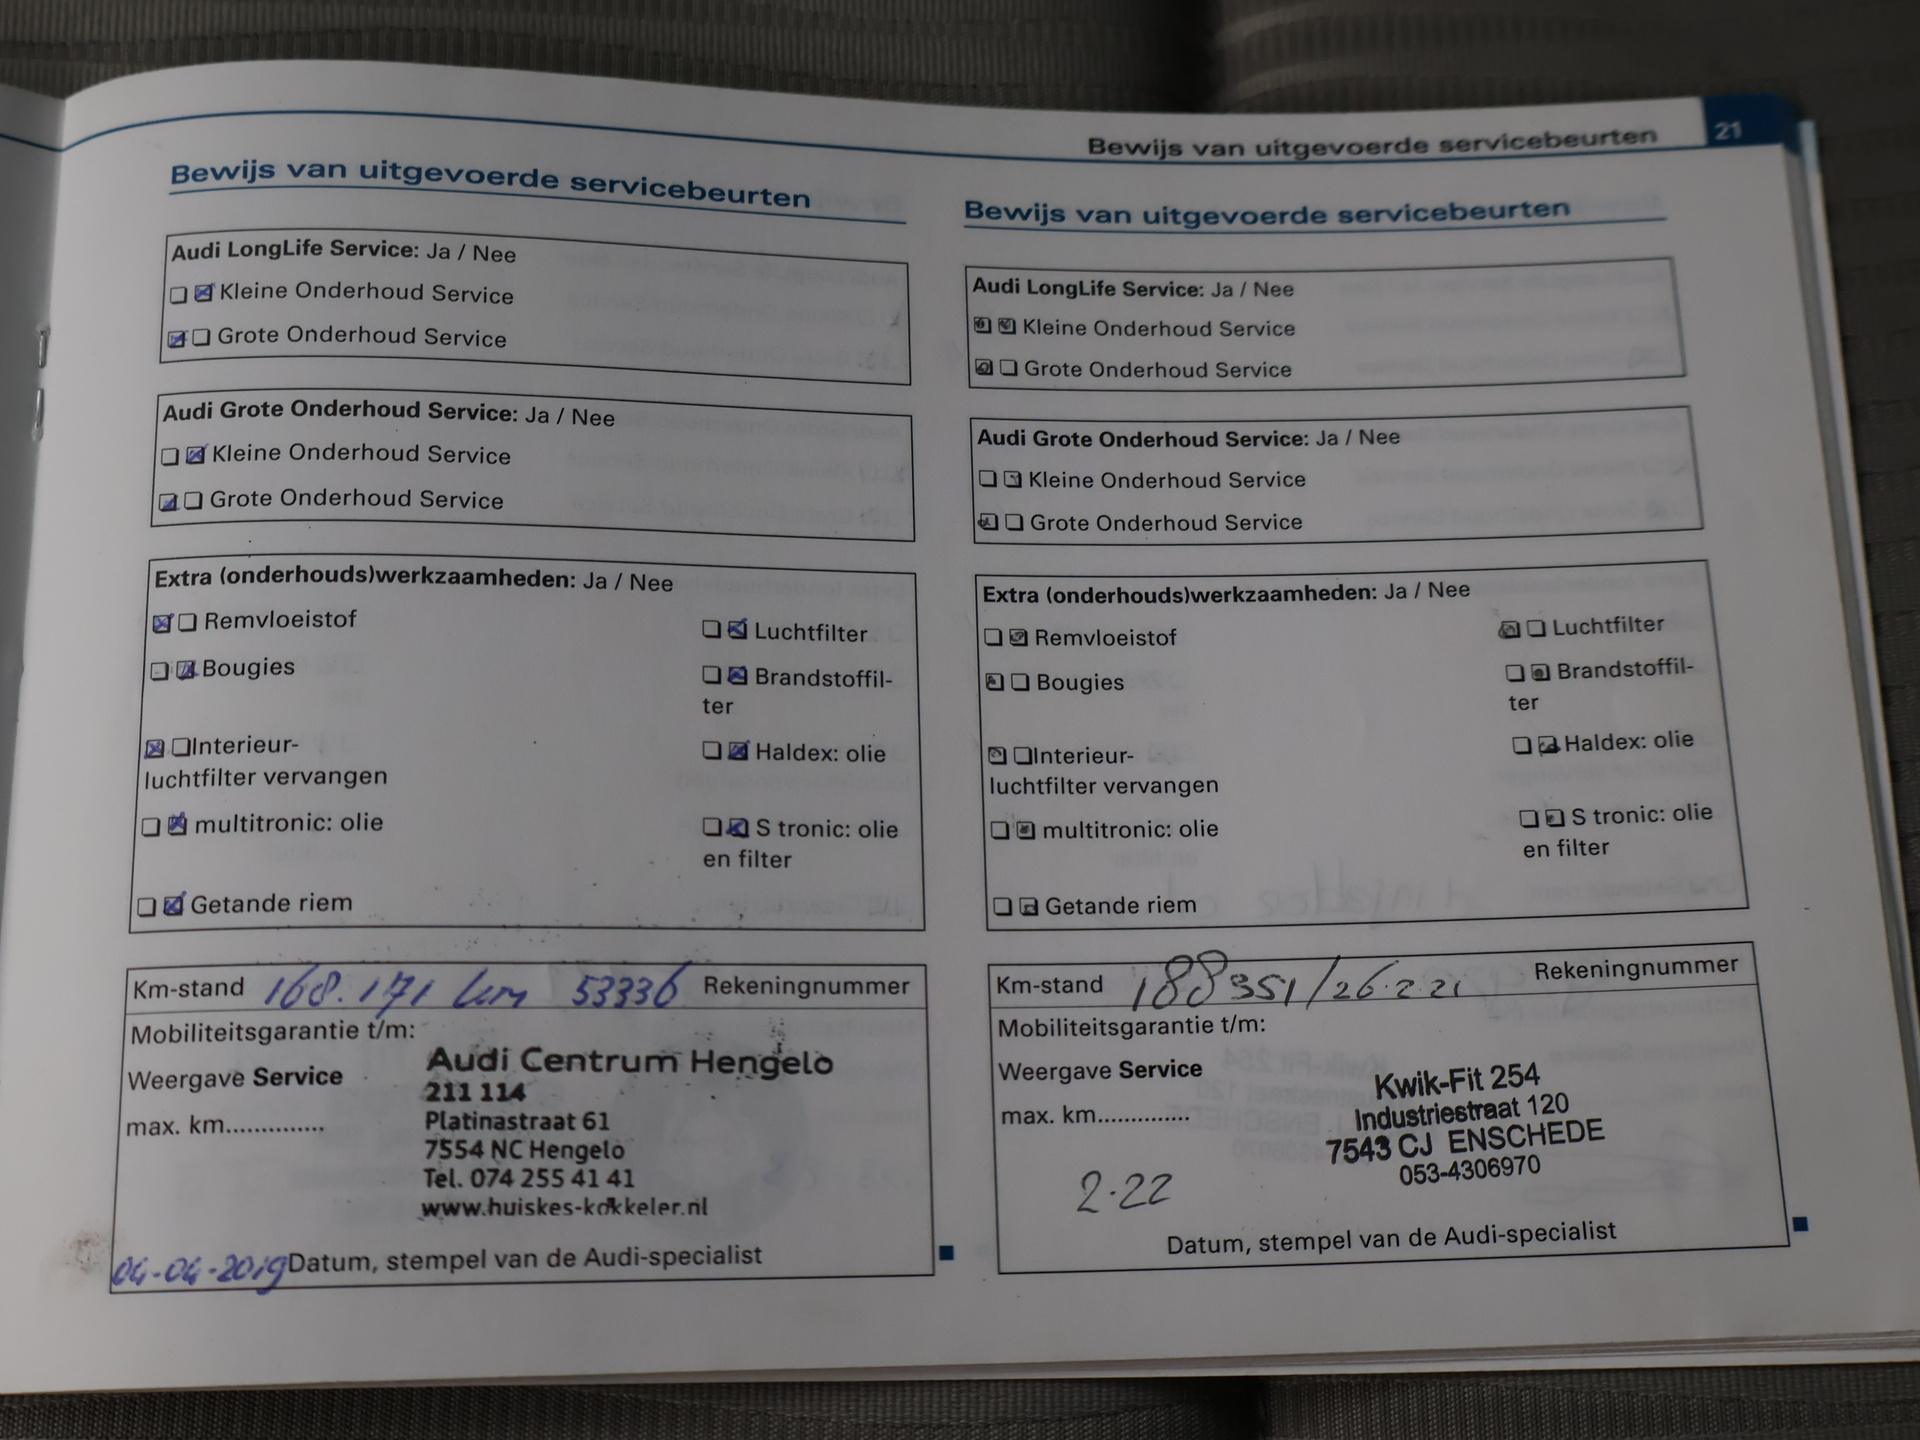 Bewijs van uitgevoerde servicebeurten 21
Bewijs van uitgevoerde servicebeurten
Audi LongLife Service: Ja / Nee
Kleine Onderhoud Service
Grote Onderhoud Service
Audi Grote Onderhoud Service: Ja / Nee
Kleine Onderhoud Service
Grote Onderhoud Service
Extra (onderhouds)werkzaamheden: Ja / Nee
Remvloeistof
Luchtfilter
Bougies
Brandstoffil-
ter
Interieur-
luchtfilter vervangen
Haldex: olie
multitronic: olie
S tronic: olie
en filter
Getande riem
Km-stand 168.171 km 53336 Rekeningnummer
Mobiliteitsgarantie t/m:
Weergave Service
max. km..............
Audi Centrum Hengelo
211 114
Platinastraat 61
7554 NC Hengelo
Tel. 074 255 41 41
www.huiskes-kokkeler.nl
04-04-2019 Datum, stempel van de Audi-specialist
Bewijs van uitgevoerde servicebeurten
Audi LongLife Service: Ja / Nee
Kleine Onderhoud Service
Grote Onderhoud Service
Audi Grote Onderhoud Service: Ja / Nee
Kleine Onderhoud Service
Grote Onderhoud Service
Extra (onderhouds)werkzaamheden: Ja / Nee
Remvloeistof
Luchtfilter
Bougies
Brandstoffil-
ter
Interieur-
luchtfilter vervangen
Haldex: olie
multitronic: olie
S tronic: olie
en filter
Getande riem
Km-stand 188351/26.2.21 Rekeningnummer
Mobiliteitsgarantie t/m:
Weergave Service
max. km..............
Kwik-Fit 254
Industriestraat 120
7543 CJ ENSCHEDE
053-4306970
2.22
Datum, stempel van de Audi-specialist